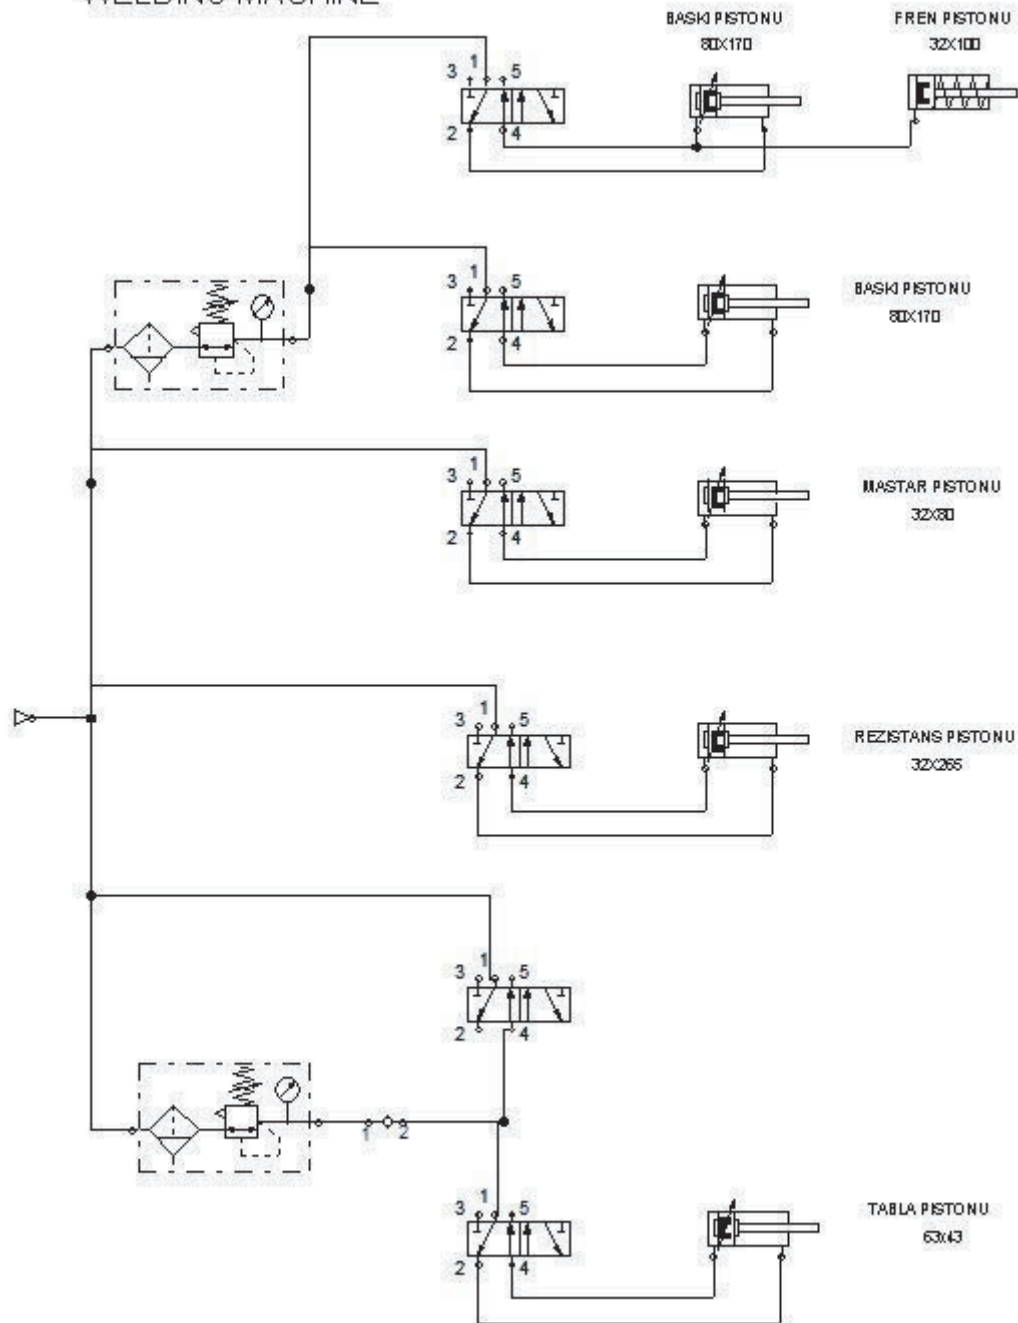 WELDING MACHINE
BASKI PISTONU
80X170
FREN PISTONU
32X100
3 1 5
2 4
3 1 5
2 4
BASKI PISTONU
80X170
3 1 5
2 4
MASTAR PISTONU
32X80
3 1 5
2 4
REZISTANS PISTONU
32X265
3 1 5
2 4
1 2
3 1 5
2 4
TABLA PISTONU
63x43